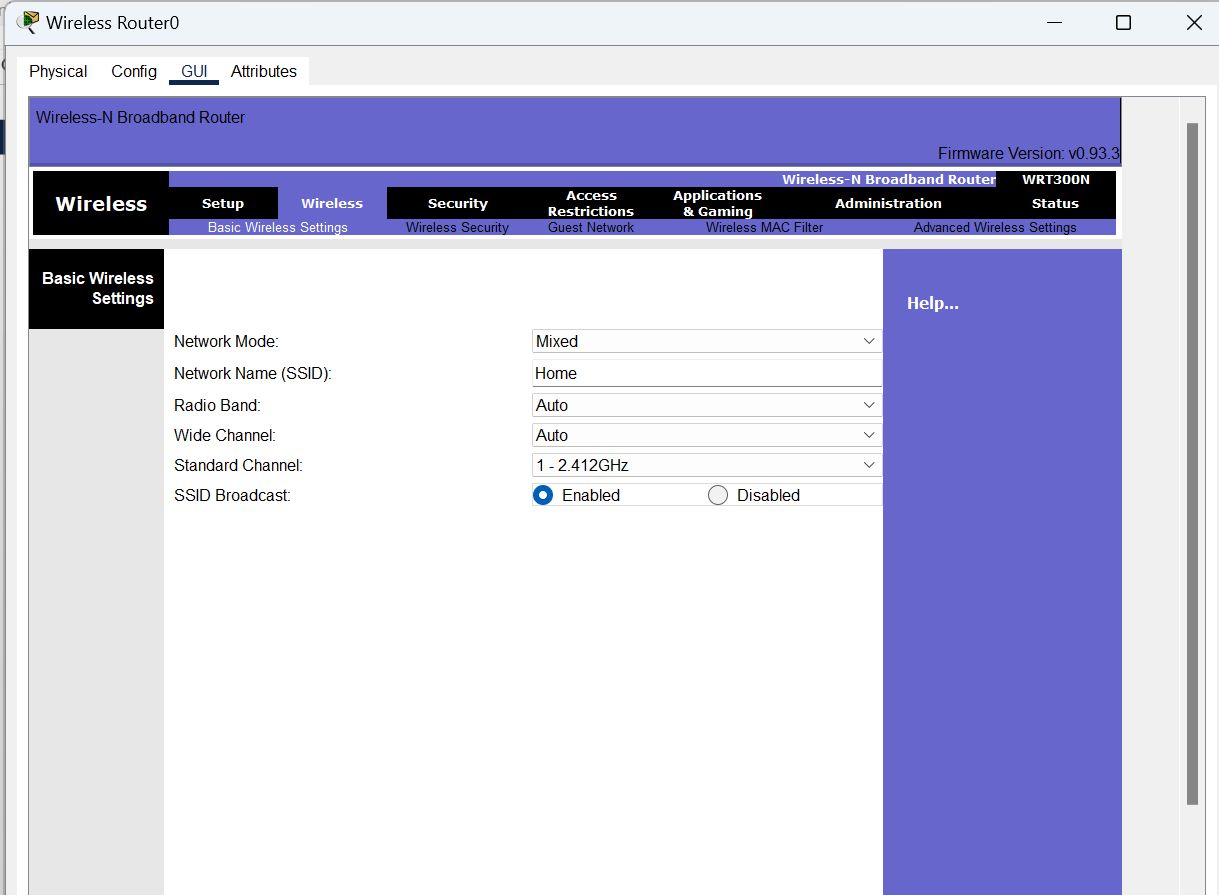 Wireless Router0
Physical Config GUI Attributes
Wireless-N Broadband Router
Firmware Version: v0.93.3
Wireless-N Broadband Router WRT300N
Wireless Setup Wireless Security Access Restrictions Applications & Gaming Administration Status
Basic Wireless Settings Wireless Security Guest Network Wireless MAC Filter Advanced Wireless Settings
Basic Wireless
Settings
Help...
Network Mode: Mixed
Network Name (SSID): Home
Radio Band: Auto
Wide Channel: Auto
Standard Channel: 1 - 2.412GHz
SSID Broadcast: Enabled Disabled